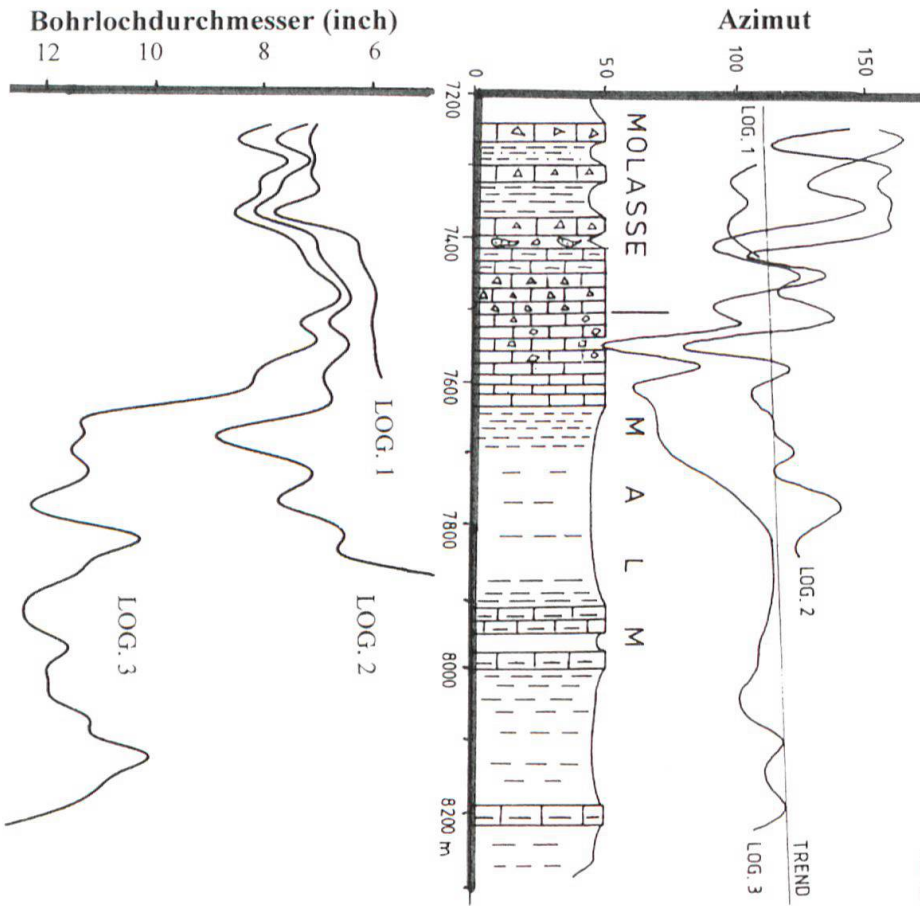 Bohrlochdurchmesser (inch)
Azimut
12
10
8
6
0
50
100
150
7200
7400
7600
7800
8000
8200 m
MOLASSE
MALM
LOG. 1
LOG. 2
LOG. 3
LOG. 1
LOG. 2
LOG. 3
TREND